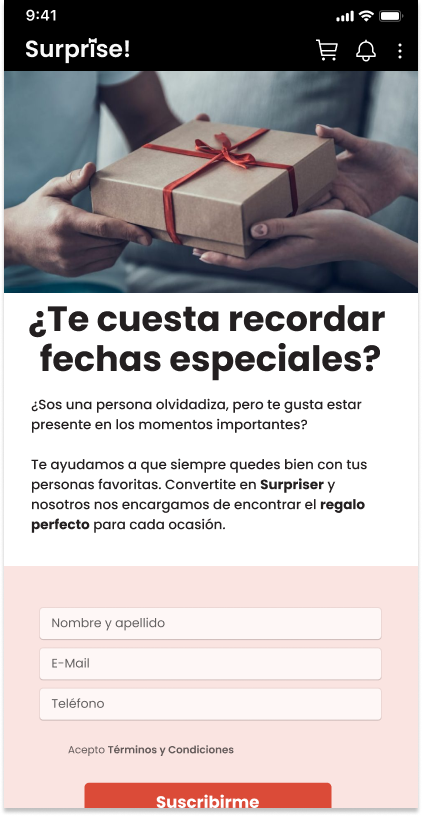 9:41
Surprise!
¿Te cuesta recordar
fechas especiales?
¿Sos una persona olvidadiza, pero te gusta estar
presente en los momentos importantes?
Te ayudamos a que siempre quedes bien con tus
personas favoritas. Convertite en Surpriser y
nosotros nos encargamos de encontrar el regalo
perfecto para cada ocasión.
Nombre y apellido
E-Mail
Teléfono
Acepto Términos y Condiciones
Suscribirme